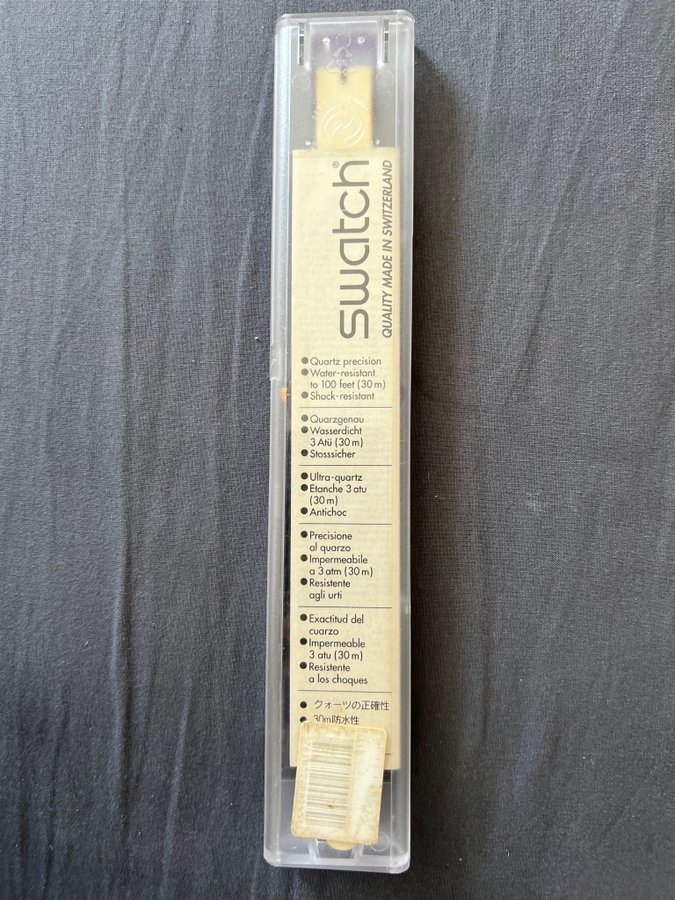 swatch®
QUALITY MADE IN SWITZERLAND
● Quartz precision
● Water-resistant
to 100 feet (30 m)
● Shock-resistant
● Quarzgenau
● Wasserdicht
3 Atü (30 m)
● Stosssicher
● Ultra-quartz
● Etanche 3 atu
(30 m)
● Antichoc
● Precisione
al quarzo
● Impermeabile
a 3 atm (30 m)
● Resistente
agli urti
● Exactitud del
cuarzo
● Impermeable
3 atu (30 m)
● Resistente
a los choques
● クォーツの正確性
● 30m防水性